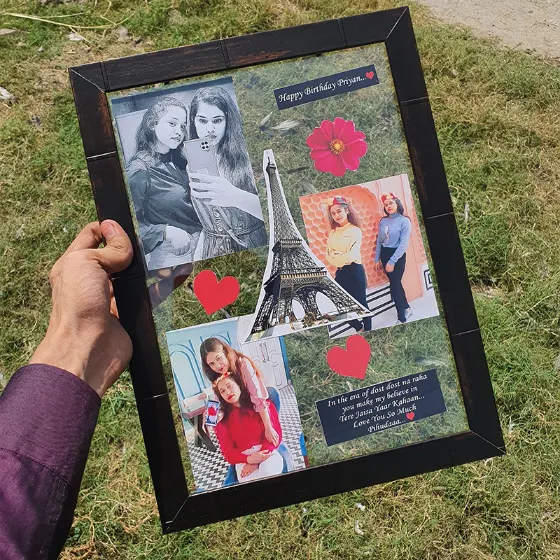 Happy Birthday Priyan...
In the era of dost dost na raha
you make my believe in
Tere Jaisa Yaar Kahaan...
Love You So Much
Pihudaaa...